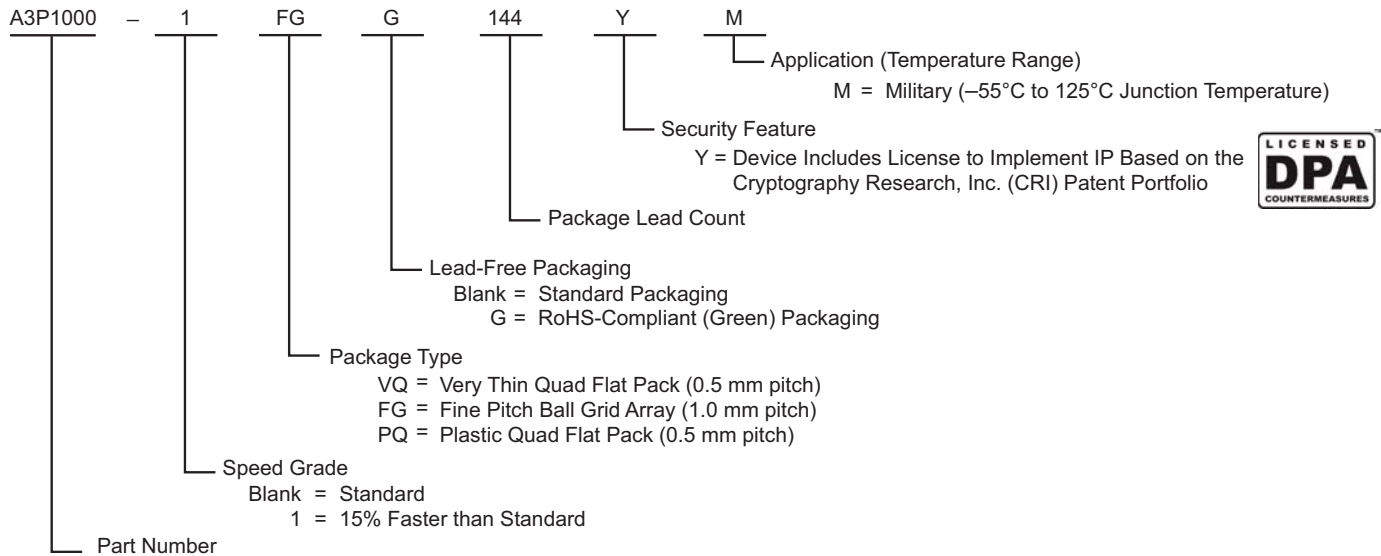 A3P1000 – 1 FG G 144 Y M
Application (Temperature Range)
M = Military (–55°C to 125°C Junction Temperature)
Security Feature
Y = Device Includes License to Implement IP Based on the
Cryptography Research, Inc. (CRI) Patent Portfolio
LICENSED
DPA
COUNTERMEASURES
™
Package Lead Count
Lead-Free Packaging
Blank = Standard Packaging
G = RoHS-Compliant (Green) Packaging
Package Type
VQ = Very Thin Quad Flat Pack (0.5 mm pitch)
FG = Fine Pitch Ball Grid Array (1.0 mm pitch)
PQ = Plastic Quad Flat Pack (0.5 mm pitch)
Speed Grade
Blank = Standard
1 = 15% Faster than Standard
Part Number